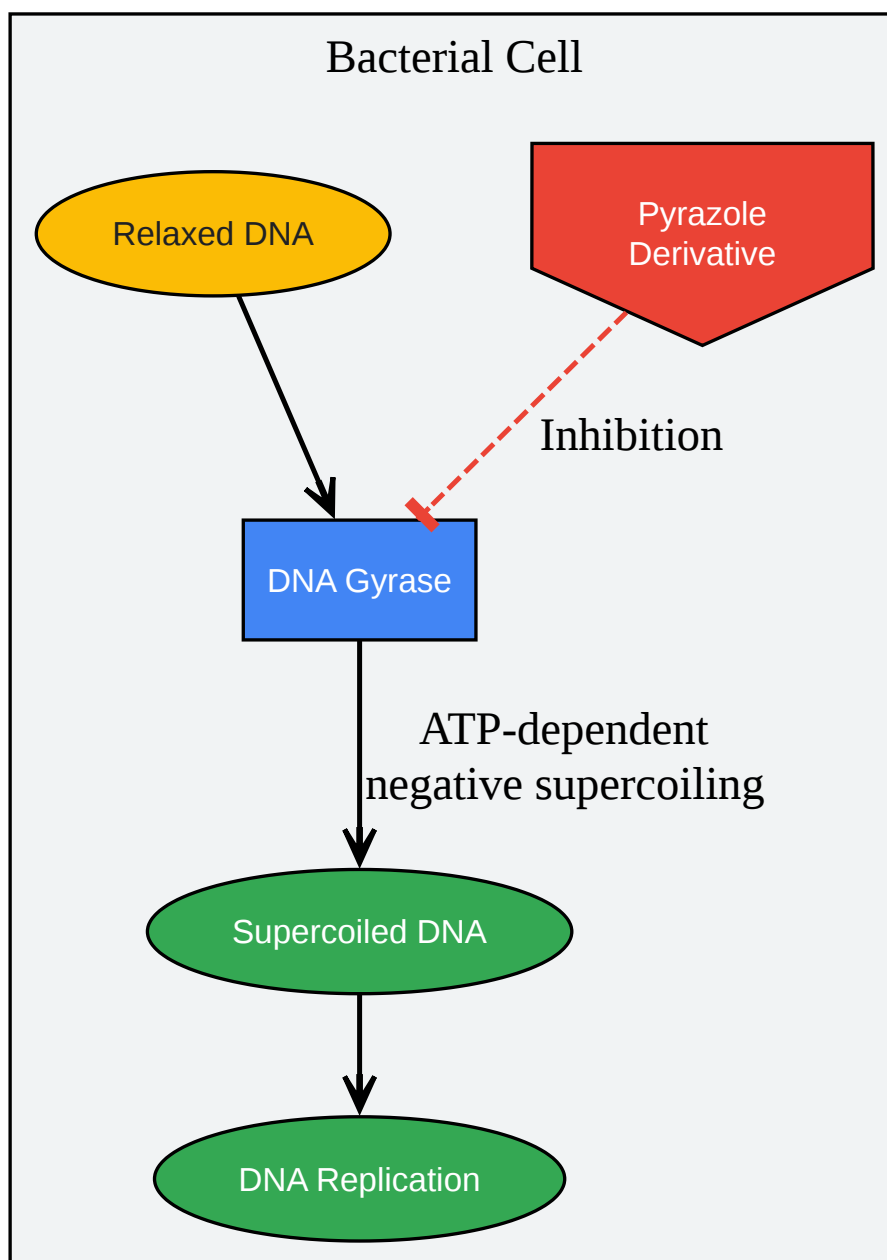 Bacterial Cell
Relaxed DNA
Pyrazole
Derivative
Inhibition
DNA Gyrase
ATP-dependent
negative supercoiling
Supercoiled DNA
DNA Replication